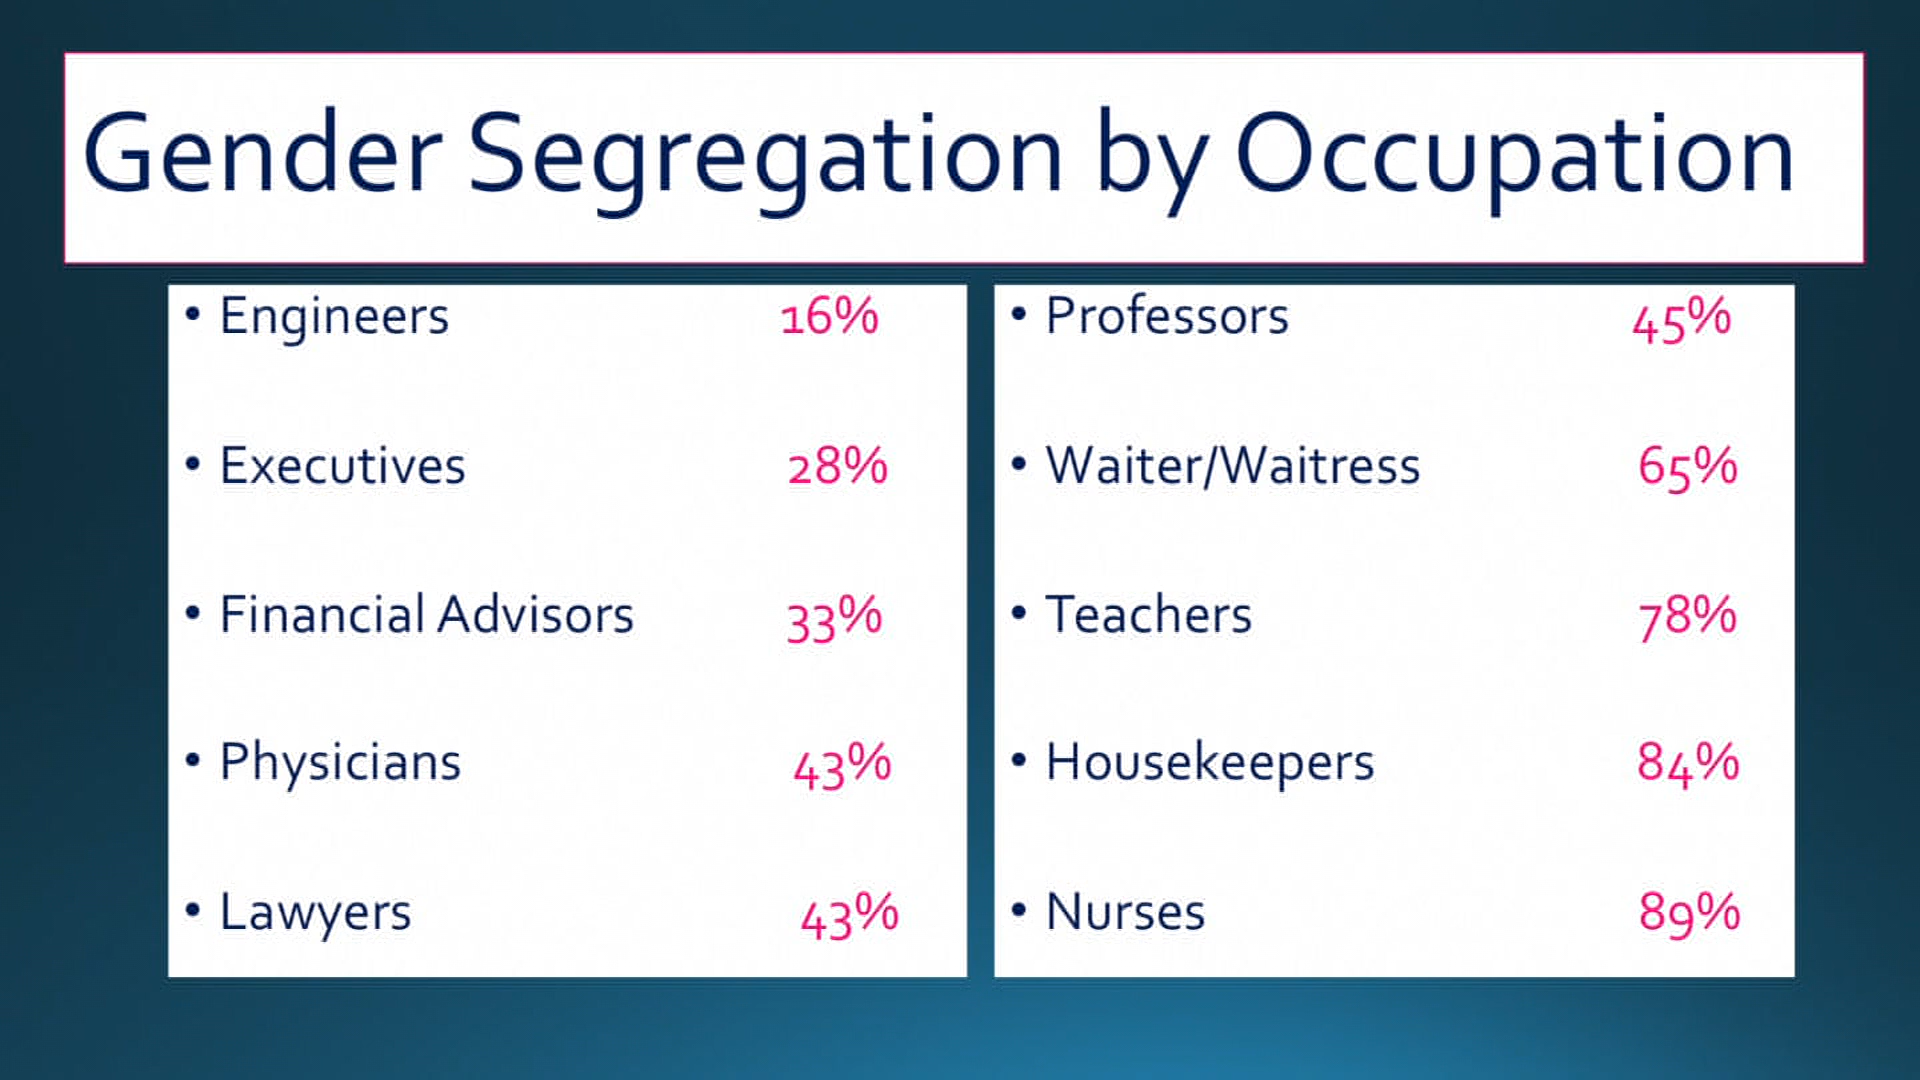 Gender Segregation by Occupation
• Engineers 16%
• Executives 28%
• Financial Advisors 33%
• Physicians 43%
• Lawyers 43%
• Professors 45%
• Waiter/Waitress 65%
• Teachers 78%
• Housekeepers 84%
• Nurses 89%